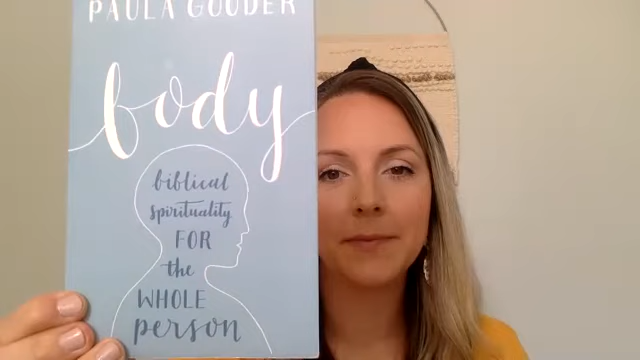 PAULA GOODER
body
biblical
spirituality
FOR
the
WHOLE
person